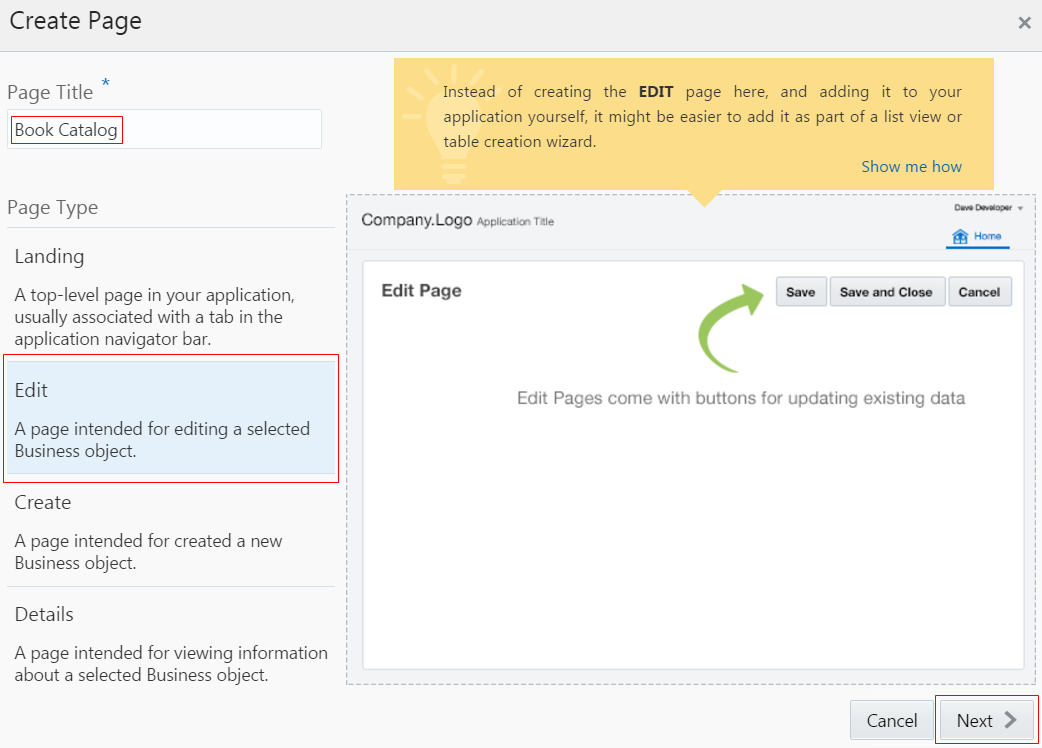 Create Page
×
Page Title *
Book Catalog
Instead of creating the EDIT page here, and adding it to your
application yourself, it might be easier to add it as part of a list view or
table creation wizard.
Show me how
Page Type
Landing
A top-level page in your application,
usually associated with a tab in the
application navigator bar.
Edit
A page intended for editing a selected
Business object.
Create
A page intended for created a new
Business object.
Details
A page intended for viewing information
about a selected Business object.
Company.Logo Application Title
Dave Developer
Home
Edit Page
Save
Save and Close
Cancel
Edit Pages come with buttons for updating existing data
Cancel
Next